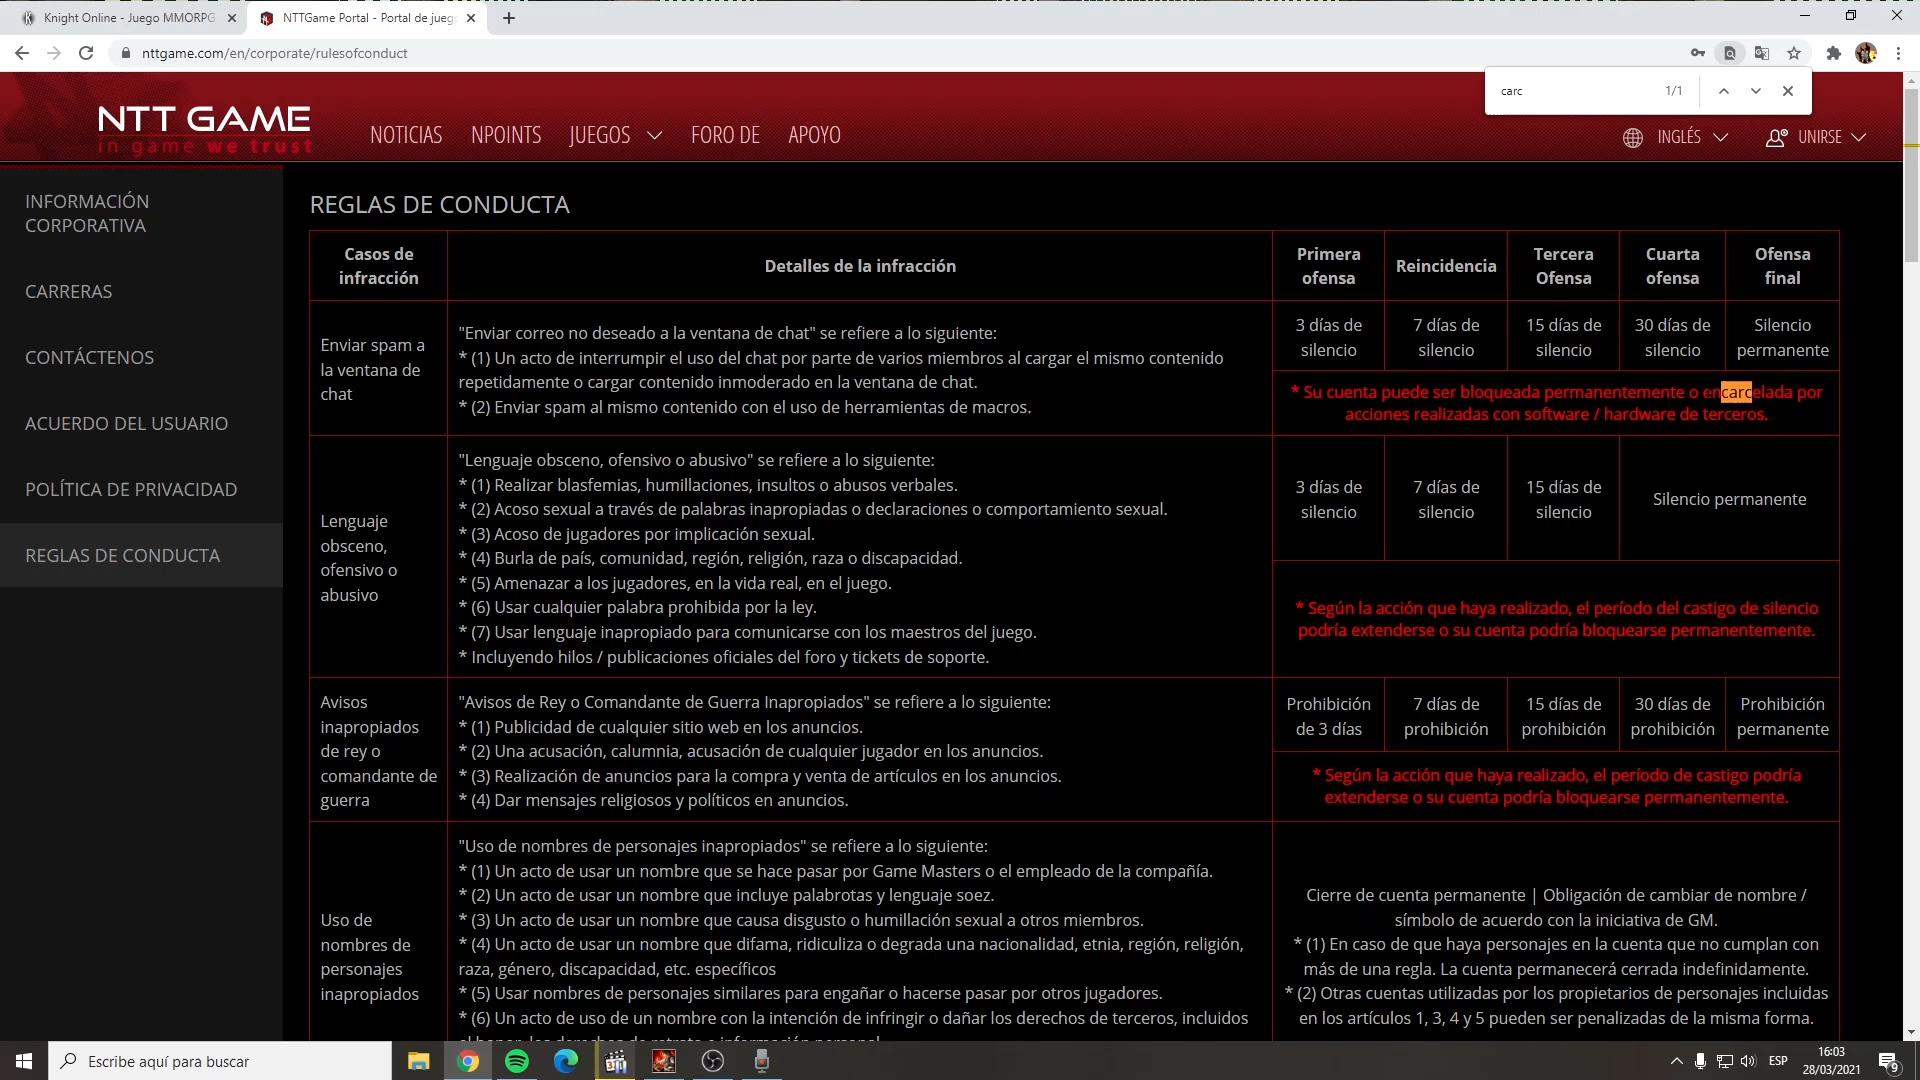 Knight Online - Juego MMORPG
NTTGame Portal - Portal de jueg
nttgame.com/en/corporate/rulesofconduct
carc
1/1
NTT GAME
in game we trust
NOTICIAS
NPOINTS
JUEGOS
FORO DE
APOYO
INGLÉS
UNIRSE
INFORMACIÓN
CORPORATIVA
CARRERAS
CONTÁCTENOS
ACUERDO DEL USUARIO
POLÍTICA DE PRIVACIDAD
REGLAS DE CONDUCTA
REGLAS DE CONDUCTA
Casos de
infracción
Detalles de la infracción
Primera
ofensa
Reincidencia
Tercera
Ofensa
Cuarta
ofensa
Ofensa
final
Enviar spam a
la ventana de
chat
"Enviar correo no deseado a la ventana de chat" se refiere a lo siguiente:
* (1) Un acto de interrumpir el uso del chat por parte de varios miembros al cargar el mismo contenido
repetidamente o cargar contenido inmoderado en la ventana de chat.
* (2) Enviar spam al mismo contenido con el uso de herramientas de macros.
3 días de
silencio
7 días de
silencio
15 días de
silencio
30 días de
silencio
Silencio
permanente
* Su cuenta puede ser bloqueada permanentemente o encarcelada por
acciones realizadas con software / hardware de terceros.
Lenguaje
obsceno,
ofensivo o
abusivo
"Lenguaje obsceno, ofensivo o abusivo" se refiere a lo siguiente:
* (1) Realizar blasfemias, humillaciones, insultos o abusos verbales.
* (2) Acoso sexual a través de palabras inapropiadas o declaraciones o comportamiento sexual.
* (3) Acoso de jugadores por implicación sexual.
* (4) Burla de país, comunidad, región, religión, raza o discapacidad.
* (5) Amenazar a los jugadores, en la vida real, en el juego.
* (6) Usar cualquier palabra prohibida por la ley.
* (7) Usar lenguaje inapropiado para comunicarse con los maestros del juego.
* Incluyendo hilos / publicaciones oficiales del foro y tickets de soporte.
3 días de
silencio
7 días de
silencio
15 días de
silencio
Silencio permanente
* Según la acción que haya realizado, el período del castigo de silencio
podría extenderse o su cuenta podría bloquearse permanentemente.
Avisos
inapropiados
de rey o
comandante de
guerra
"Avisos de Rey o Comandante de Guerra Inapropiados" se refiere a lo siguiente:
* (1) Publicidad de cualquier sitio web en los anuncios.
* (2) Una acusación, calumnia, acusación de cualquier jugador en los anuncios.
* (3) Realización de anuncios para la compra y venta de artículos en los anuncios.
* (4) Dar mensajes religiosos y políticos en anuncios.
Prohibición
de 3 días
7 días de
prohibición
15 días de
prohibición
30 días de
prohibición
Prohibición
permanente
* Según la acción que haya realizado, el período de castigo podría
extenderse o su cuenta podría bloquearse permanentemente.
Uso de
nombres de
personajes
inapropiados
"Uso de nombres de personajes inapropiados" se refiere a lo siguiente:
* (1) Un acto de usar un nombre que se hace pasar por Game Masters o el empleado de la compañía.
* (2) Un acto de usar un nombre que incluye palabrotas y lenguaje soez.
* (3) Un acto de usar un nombre que causa disgusto o humillación sexual a otros miembros.
* (4) Un acto de usar un nombre que difama, ridiculiza o degrada una nacionalidad, etnia, región, religión,
raza, género, discapacidad, etc. específicos
* (5) Usar nombres de personajes similares para engañar o hacerse pasar por otros jugadores.
* (6) Un acto de uso de un nombre con la intención de infringir o dañar los derechos de terceros, incluidos
Cierre de cuenta permanente | Obligación de cambiar de nombre /
símbolo de acuerdo con la iniciativa de GM.
* (1) En caso de que haya personajes en la cuenta que no cumplan con
más de una regla. La cuenta permanecerá cerrada indefinidamente.
* (2) Otras cuentas utilizadas por los propietarios de personajes incluidas
en los artículos 1, 3, 4 y 5 pueden ser penalizadas de la misma forma.
Escribe aquí para buscar
ESP
16:03
28/03/2021
9